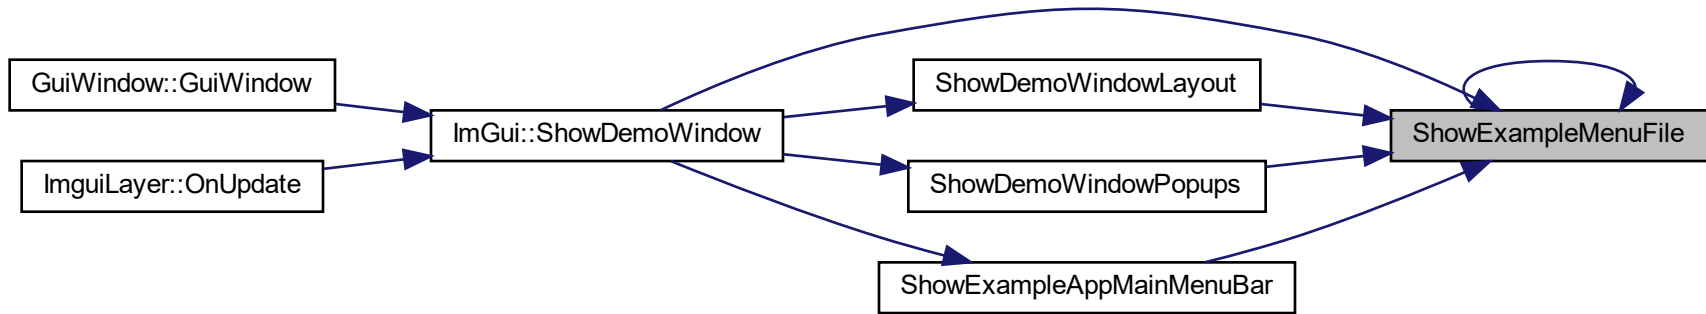 GuiWindow::GuiWindow
ImguiLayer::OnUpdate
ImGui::ShowDemoWindow
ShowDemoWindowLayout
ShowDemoWindowPopups
ShowExampleAppMainMenuBar
ShowExampleMenuFile